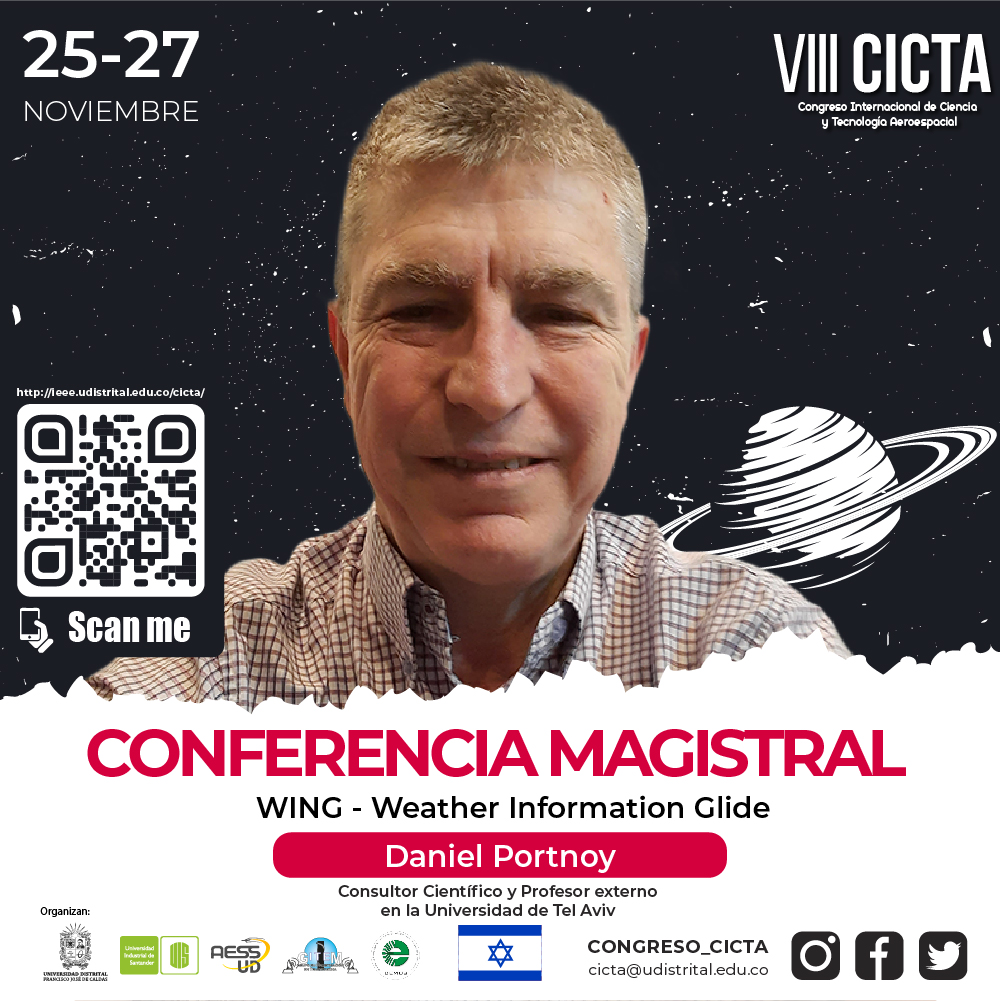 25-27
NOVIEMBRE
VIII CICTA
Congreso Internacional de Ciencia
y Tecnología Aeroespacial
http://ieee.udistrital.edu.co/cicta/
Scan me
CONFERENCIA MAGISTRAL
WING - Weather Information Glide
Daniel Portnoy
Consultor Científico y Profesor externo
en la Universidad de Tel Aviv
Organizan:
UNIVERSIDAD DISTRITAL
FRANCISCO JOSÉ DE CALDAS
Universidad
Industrial de
Santander
UIS
AESS
UD
CONGRESO_CICTA
cicta@udistrital.edu.co